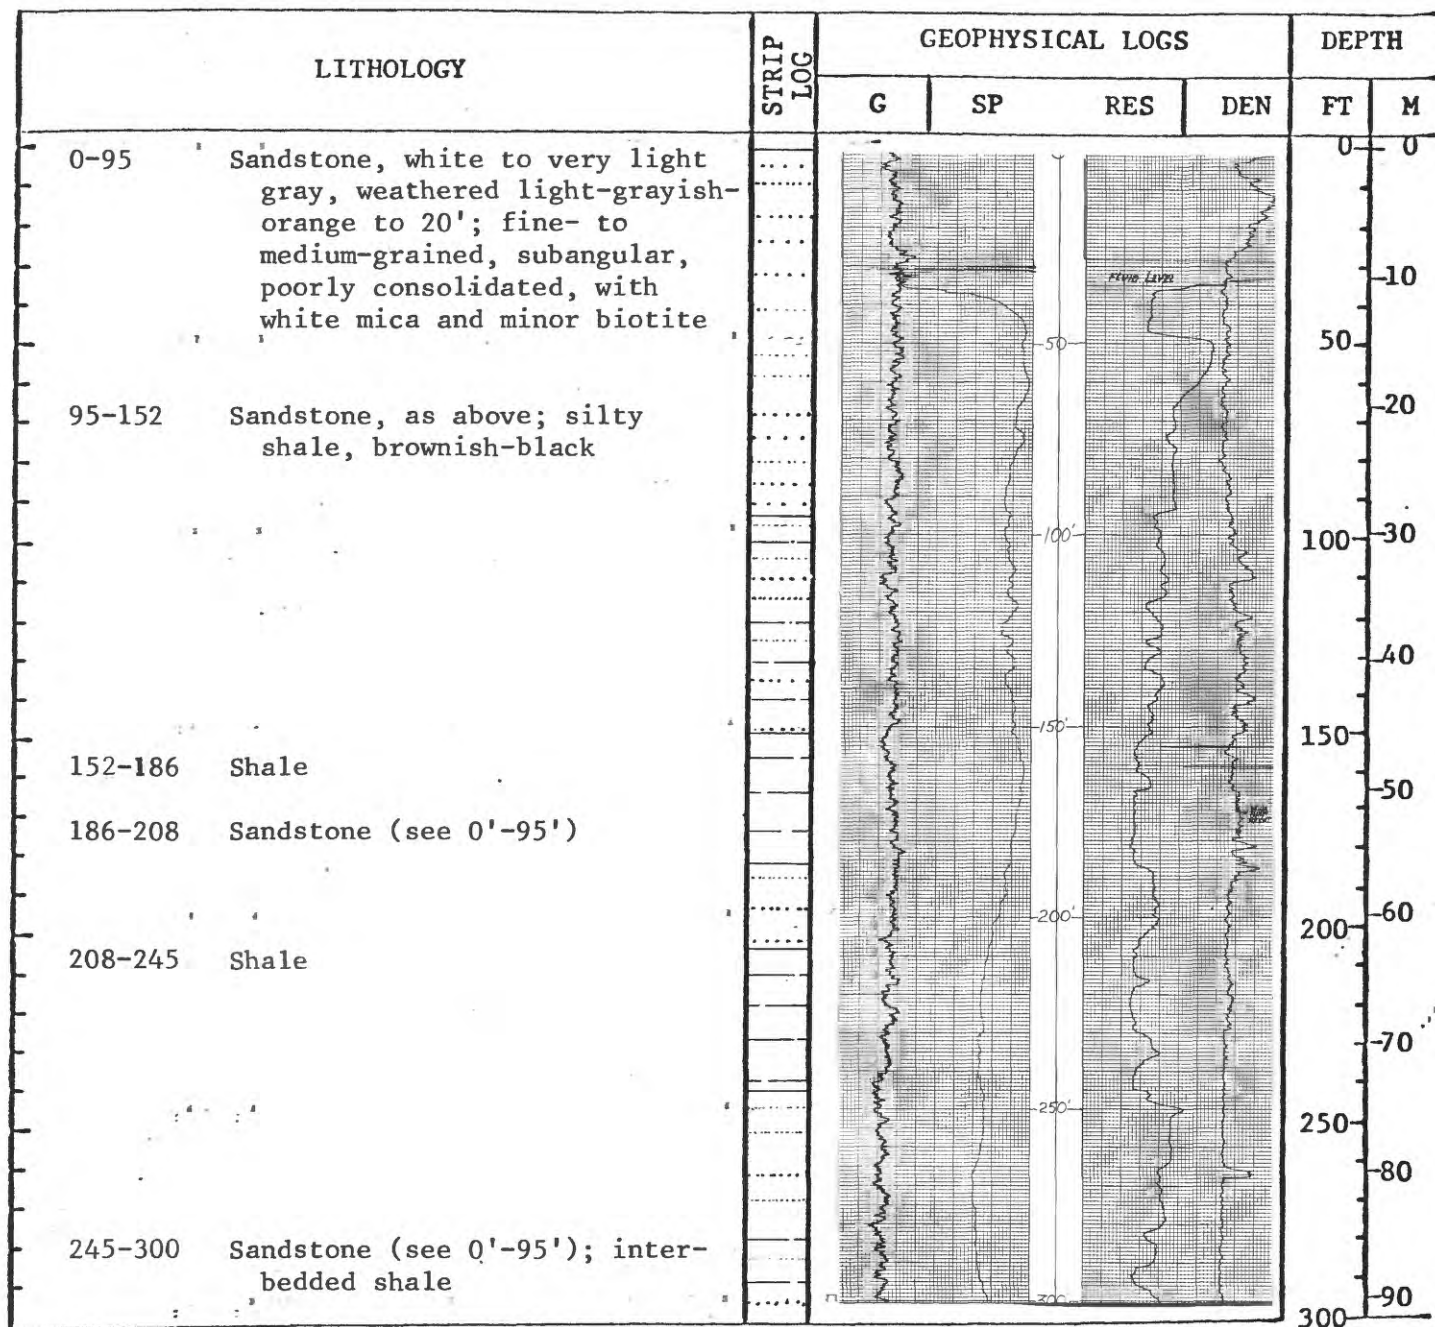 LITHOLOGY
STRIP LOG
GEOPHYSICAL LOGS
DEPTH
G SP RES DEN FT M
0-95 Sandstone, white to very light
gray, weathered light-grayish-
orange to 20'; fine- to
medium-grained, subangular,
poorly consolidated, with
white mica and minor biotite
95-152 Sandstone, as above; silty
shale, brownish-black
152-186 Shale
186-208 Sandstone (see 0'-95')
208-245 Shale
245-300 Sandstone (see 0'-95'); inter-
bedded shale
FLUID LEVEL
50'
100'
150'
200'
250'
300'
0 0
10
50
20
100 30
40
150
50
200 60
70
250
80
90
300